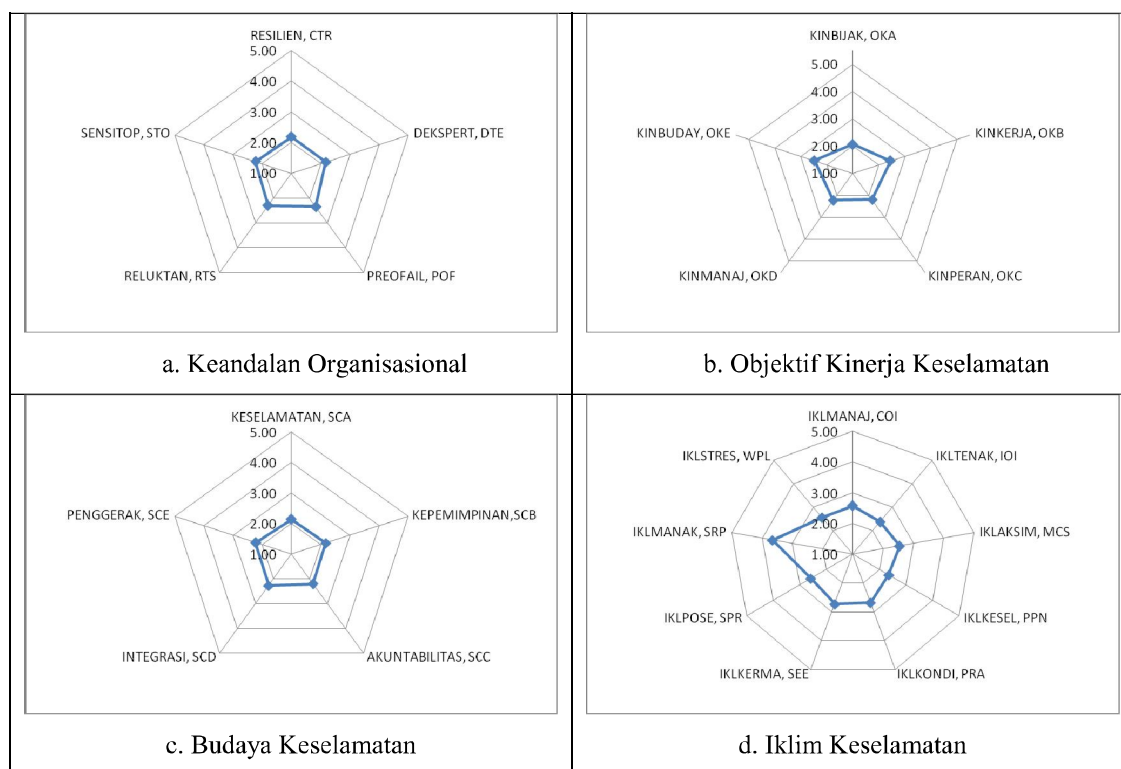 RESILIEN, CTR
5.00
4.00
3.00
2.00
1.00
SENSITOP, STO
DEKSPERT, DTE
RELUKTAN, RTS
PREOFAIL, POF
a. Keandalan Organisasional
KINBIJAK, OKA
5.00
4.00
3.00
2.00
1.00
KINBUDAY, OKE
KINKERJA, OKB
KINMANAJ, OKD
KINPERAN, OKC
b. Objektif Kinerja Keselamatan
KESELAMATAN, SCA
5.00
4.00
3.00
2.00
1.00
PENGGERAK, SCE
KEPEMIMPINAN,SCB
INTEGRASI, SCD
AKUNTABILITAS, SCC
c. Budaya Keselamatan
IKLMANAJ, COI
5.00
4.00
3.00
2.00
1.00
IKLSTRES, WPL
IKLTENAK, IOI
IKLMANAK, SRP
IKLAKSIM, MCS
IKLPOSE, SPR
IKLKESEL, PPN
IKLKERMA, SEE
IKLKONDI, PRA
d. Iklim Keselamatan